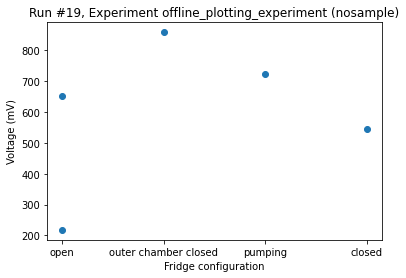 Run #19, Experiment offline_plotting_experiment (nosample)
Voltage (mV)
800
700
600
500
400
300
200
open outer chamber closed pumping closed
Fridge configuration